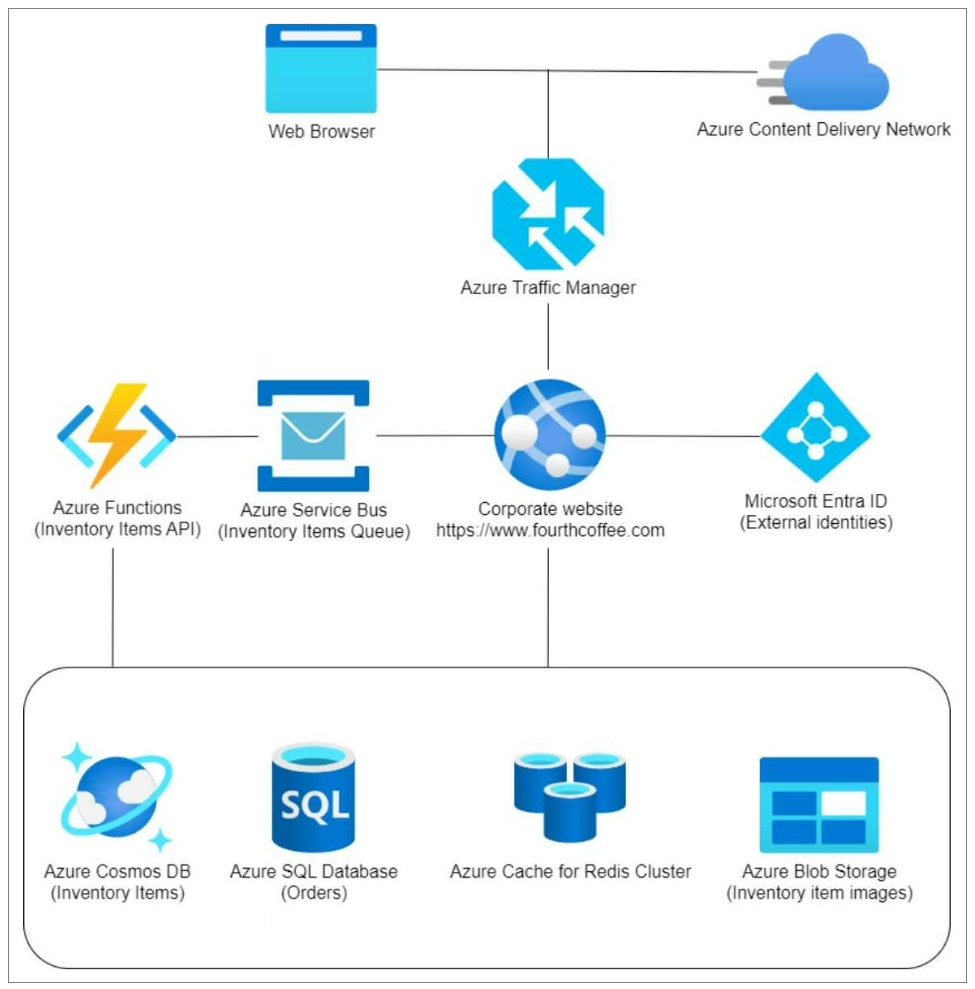 Web Browser
Azure Content Delivery Network
Azure Traffic Manager
Azure Functions
(Inventory Items API)
Azure Service Bus
(Inventory Items Queue)
Corporate website
https://www.fourthcoffee.com
Microsoft Entra ID
(External identities)
Azure Cosmos DB
(Inventory Items)
SQL
Azure SQL Database
(Orders)
Azure Cache for Redis Cluster
Azure Blob Storage
(Inventory item images)